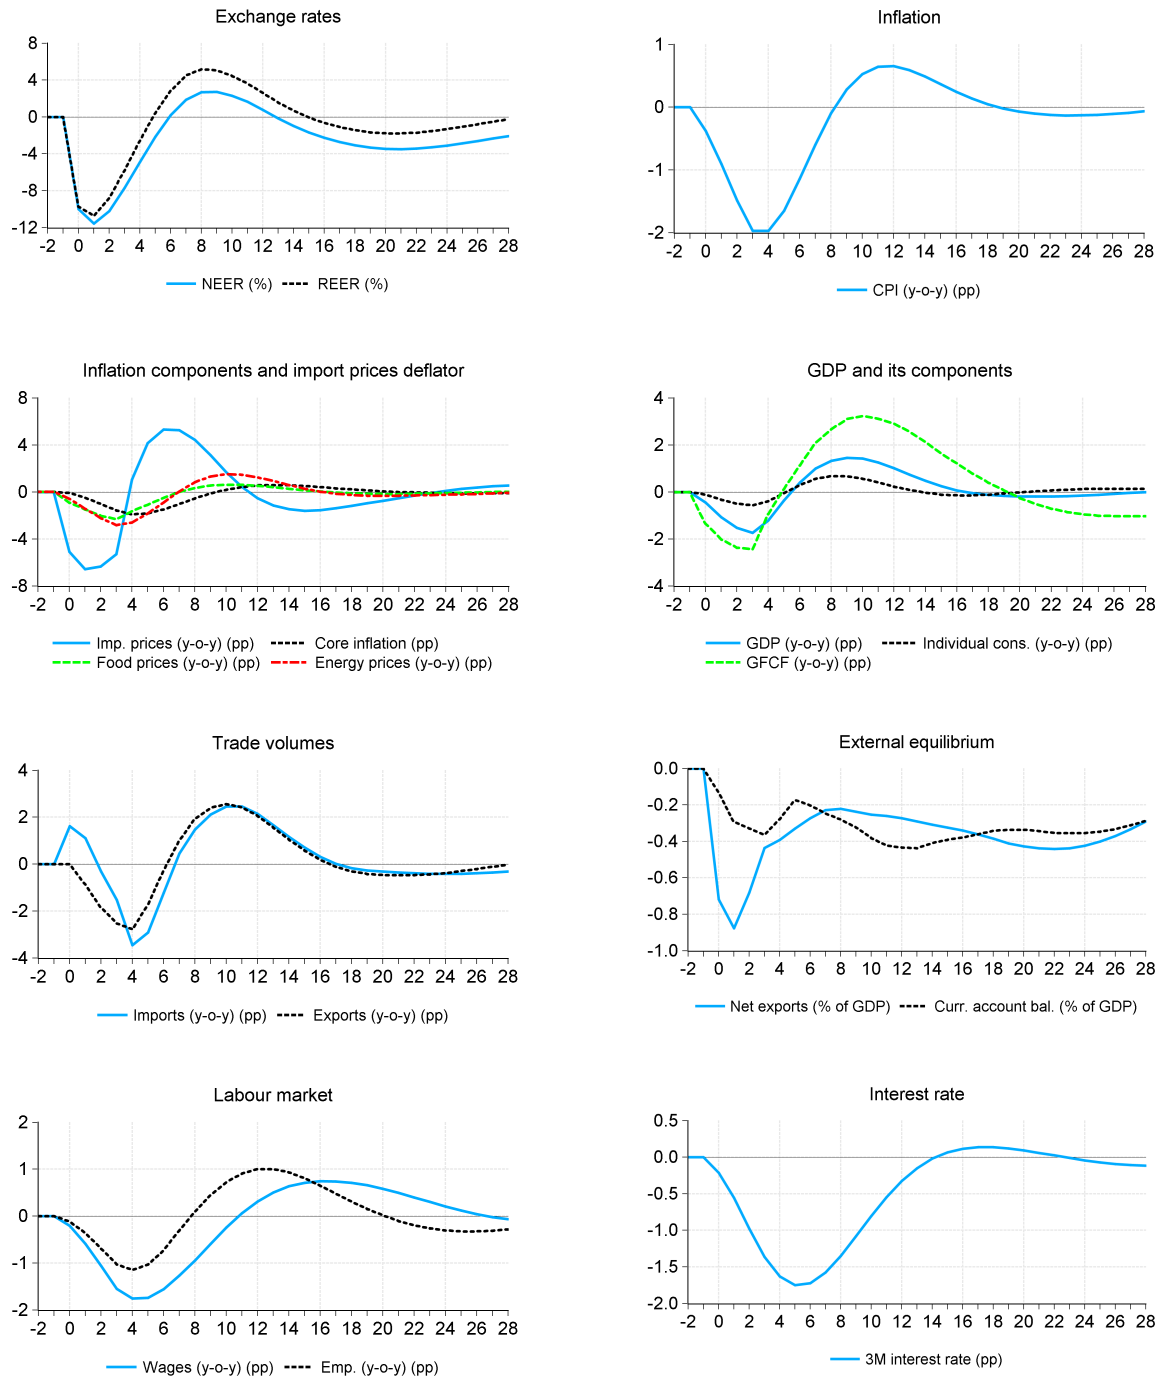 Exchange rates
8
4
0
-4
-8
-12
-2 0 2 4 6 8 10 12 14 16 18 20 22 24 26 28
NEER (%) REER (%)
Inflation
1
0
-1
-2
-2 0 2 4 6 8 10 12 14 16 18 20 22 24 26 28
CPI (y-o-y) (pp)
Inflation components and import prices deflator
8
4
0
-4
-8
-2 0 2 4 6 8 10 12 14 16 18 20 22 24 26 28
Imp. prices (y-o-y) (pp) Core inflation (pp)
Food prices (y-o-y) (pp) Energy prices (y-o-y) (pp)
GDP and its components
4
2
0
-2
-4
-2 0 2 4 6 8 10 12 14 16 18 20 22 24 26 28
GDP (y-o-y) (pp) Individual cons. (y-o-y) (pp)
GFCF (y-o-y) (pp)
Trade volumes
4
2
0
-2
-4
-2 0 2 4 6 8 10 12 14 16 18 20 22 24 26 28
Imports (y-o-y) (pp) Exports (y-o-y) (pp)
External equilibrium
0.0
-0.2
-0.4
-0.6
-0.8
-1.0
-2 0 2 4 6 8 10 12 14 16 18 20 22 24 26 28
Net exports (% of GDP) Curr. account bal. (% of GDP)
Labour market
2
1
0
-1
-2
-2 0 2 4 6 8 10 12 14 16 18 20 22 24 26 28
Wages (y-o-y) (pp) Emp. (y-o-y) (pp)
Interest rate
0.5
0.0
-0.5
-1.0
-1.5
-2.0
-2 0 2 4 6 8 10 12 14 16 18 20 22 24 26 28
3M interest rate (pp)